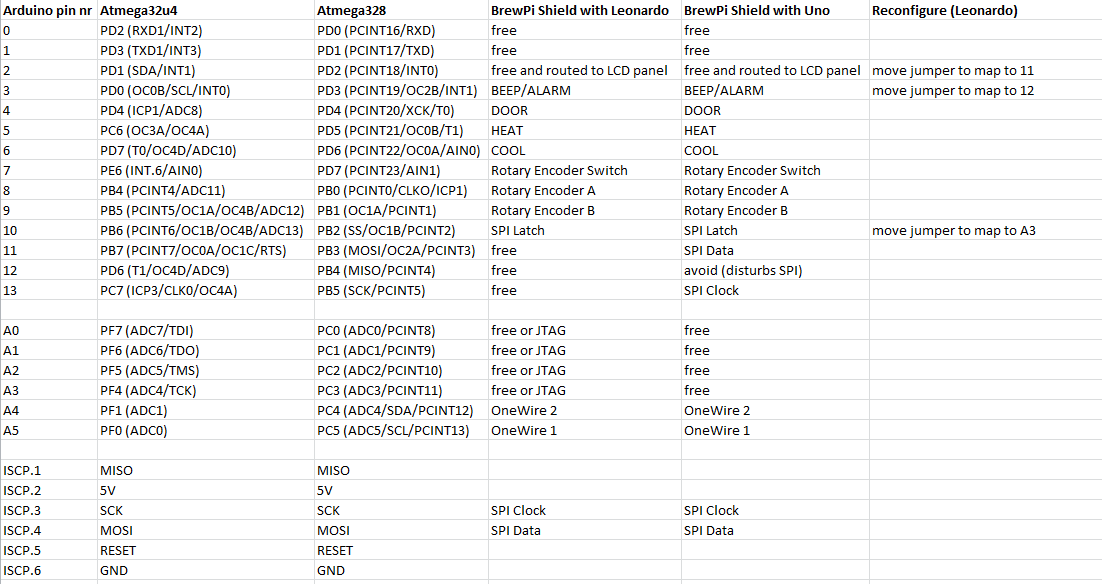 Arduino pin nr Atmega32u4 Atmega328 BrewPi Shield with Leonardo BrewPi Shield with Uno Reconfigure (Leonardo)
0 PD2 (RXD1/INT2) PD0 (PCINT16/RXD) free free
1 PD3 (TXD1/INT3) PD1 (PCINT17/TXD) free free
2 PD1 (SDA/INT1) PD2 (PCINT18/INT0) free and routed to LCD panel free and routed to LCD panel move jumper to map to 11
3 PD0 (OC0B/SCL/INT0) PD3 (PCINT19/OC2B/INT1) BEEP/ALARM BEEP/ALARM move jumper to map to 12
4 PD4 (ICP1/ADC8) PD4 (PCINT20/XCK/T0) DOOR DOOR
5 PC6 (OC3A/OC4A) PD5 (PCINT21/OC0B/T1) HEAT HEAT
6 PD7 (T0/OC4D/ADC10) PD6 (PCINT22/OC0A/AIN0) COOL COOL
7 PE6 (INT.6/AIN0) PD7 (PCINT23/AIN1) Rotary Encoder Switch Rotary Encoder Switch
8 PB4 (PCINT4/ADC11) PB0 (PCINT0/CLKO/ICP1) Rotary Encoder A Rotary Encoder A
9 PB5 (PCINT5/OC1A/OC4B/ADC12) PB1 (OC1A/PCINT1) Rotary Encoder B Rotary Encoder B
10 PB6 (PCINT6/OC1B/OC4B/ADC13) PB2 (SS/OC1B/PCINT2) SPI Latch SPI Latch move jumper to map to A3
11 PB7 (PCINT7/OC0A/OC1C/RTS) PB3 (MOSI/OC2A/PCINT3) free SPI Data
12 PD6 (T1/OC4D/ADC9) PB4 (MISO/PCINT4) free avoid (disturbs SPI)
13 PC7 (ICP3/CLK0/OC4A) PB5 (SCK/PCINT5) free SPI Clock
A0 PF7 (ADC7/TDI) PC0 (ADC0/PCINT8) free or JTAG free
A1 PF6 (ADC6/TDO) PC1 (ADC1/PCINT9) free or JTAG free
A2 PF5 (ADC5/TMS) PC2 (ADC2/PCINT10) free or JTAG free
A3 PF4 (ADC4/TCK) PC3 (ADC3/PCINT11) free or JTAG free
A4 PF1 (ADC1) PC4 (ADC4/SDA/PCINT12) OneWire 2 OneWire 2
A5 PF0 (ADC0) PC5 (ADC5/SCL/PCINT13) OneWire 1 OneWire 1
ISCP.1 MISO MISO
ISCP.2 5V 5V
ISCP.3 SCK SCK SPI Clock SPI Clock
ISCP.4 MOSI MOSI SPI Data SPI Data
ISCP.5 RESET RESET
ISCP.6 GND GND